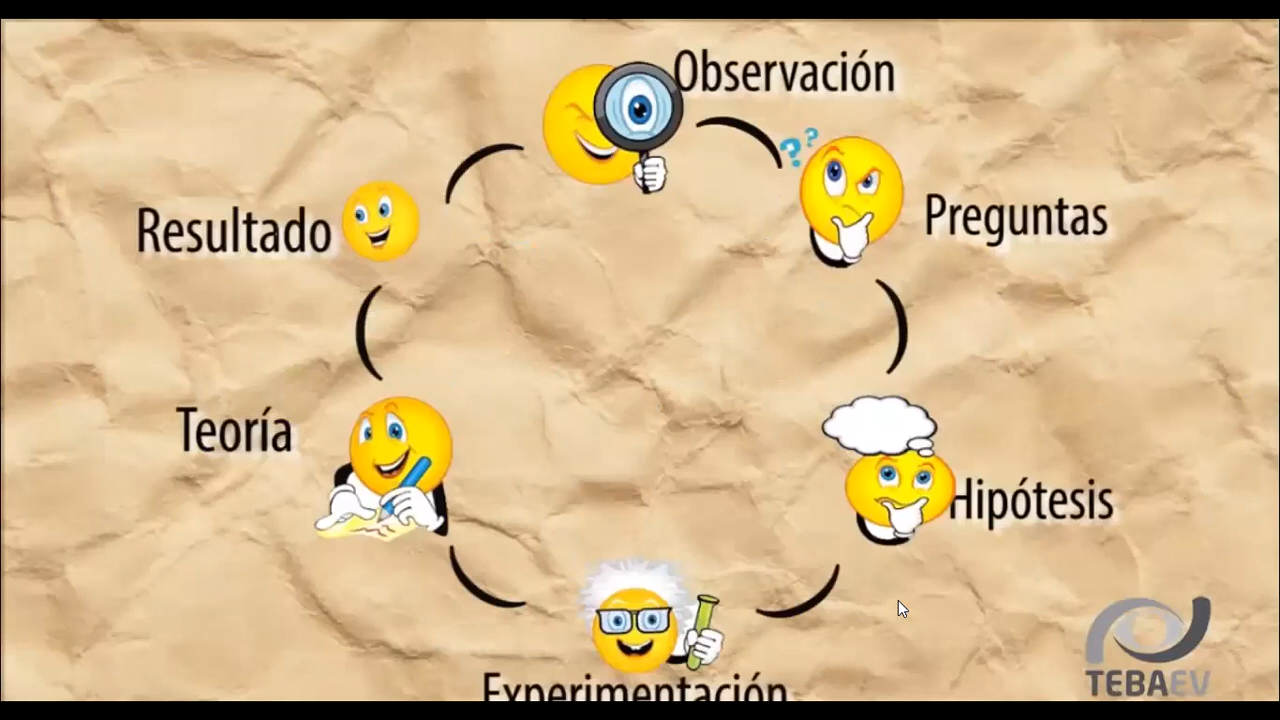 Observación
Preguntas
Hipótesis
Experimentación
Teoría
Resultado
? ?
TEBAEV